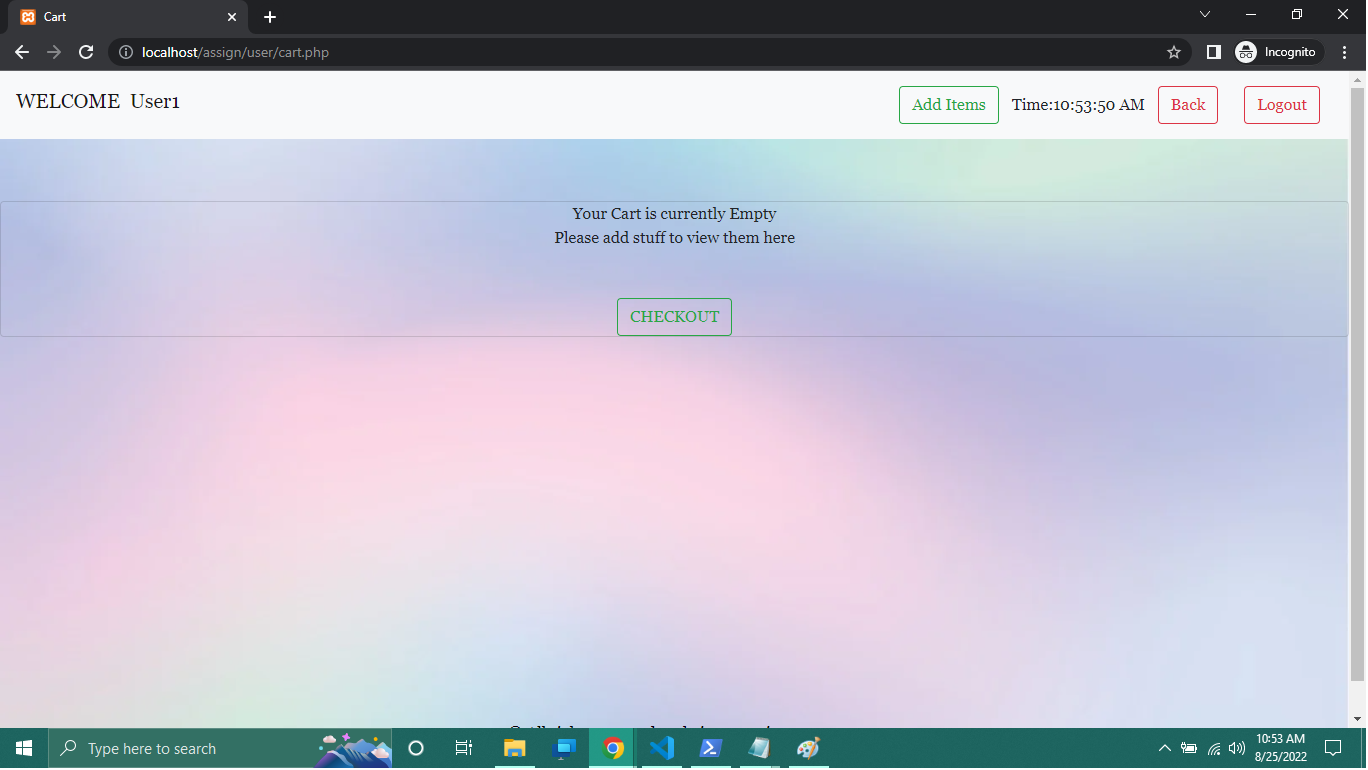 Cart
localhost/assign/user/cart.php
Incognito
WELCOME User1
Add Items
Time:10:53:50 AM
Back
Logout
Your Cart is currently Empty
Please add stuff to view them here
CHECKOUT
Type here to search
10:53 AM
8/25/2022